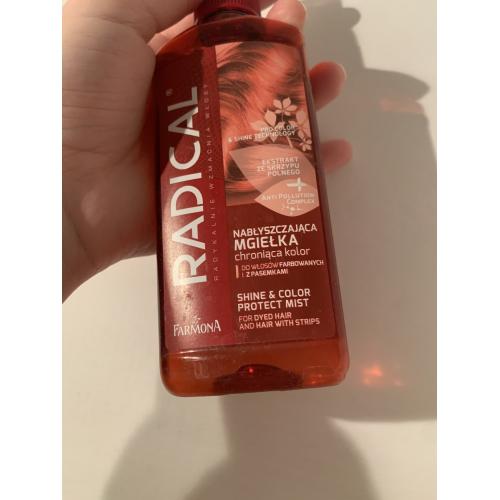 RADICAL®
RADYKALNIE WZMACNIA WŁOSY
FARMONA
PRO COLOR
& SHINE TECHNOLOGY
EKSTRAKT
ZE SKRZYPU
POLNEGO
+
ANTI POLLUTION
COMPLEX
NABŁYSZCZAJĄCA
MGIEŁKA
chroniąca kolor
DO WŁOSÓW FARBOWANYCH
I Z PASEMKAMI
SHINE & COLOR
PROTECT MIST
FOR DYED HAIR
AND HAIR WITH STRIPS